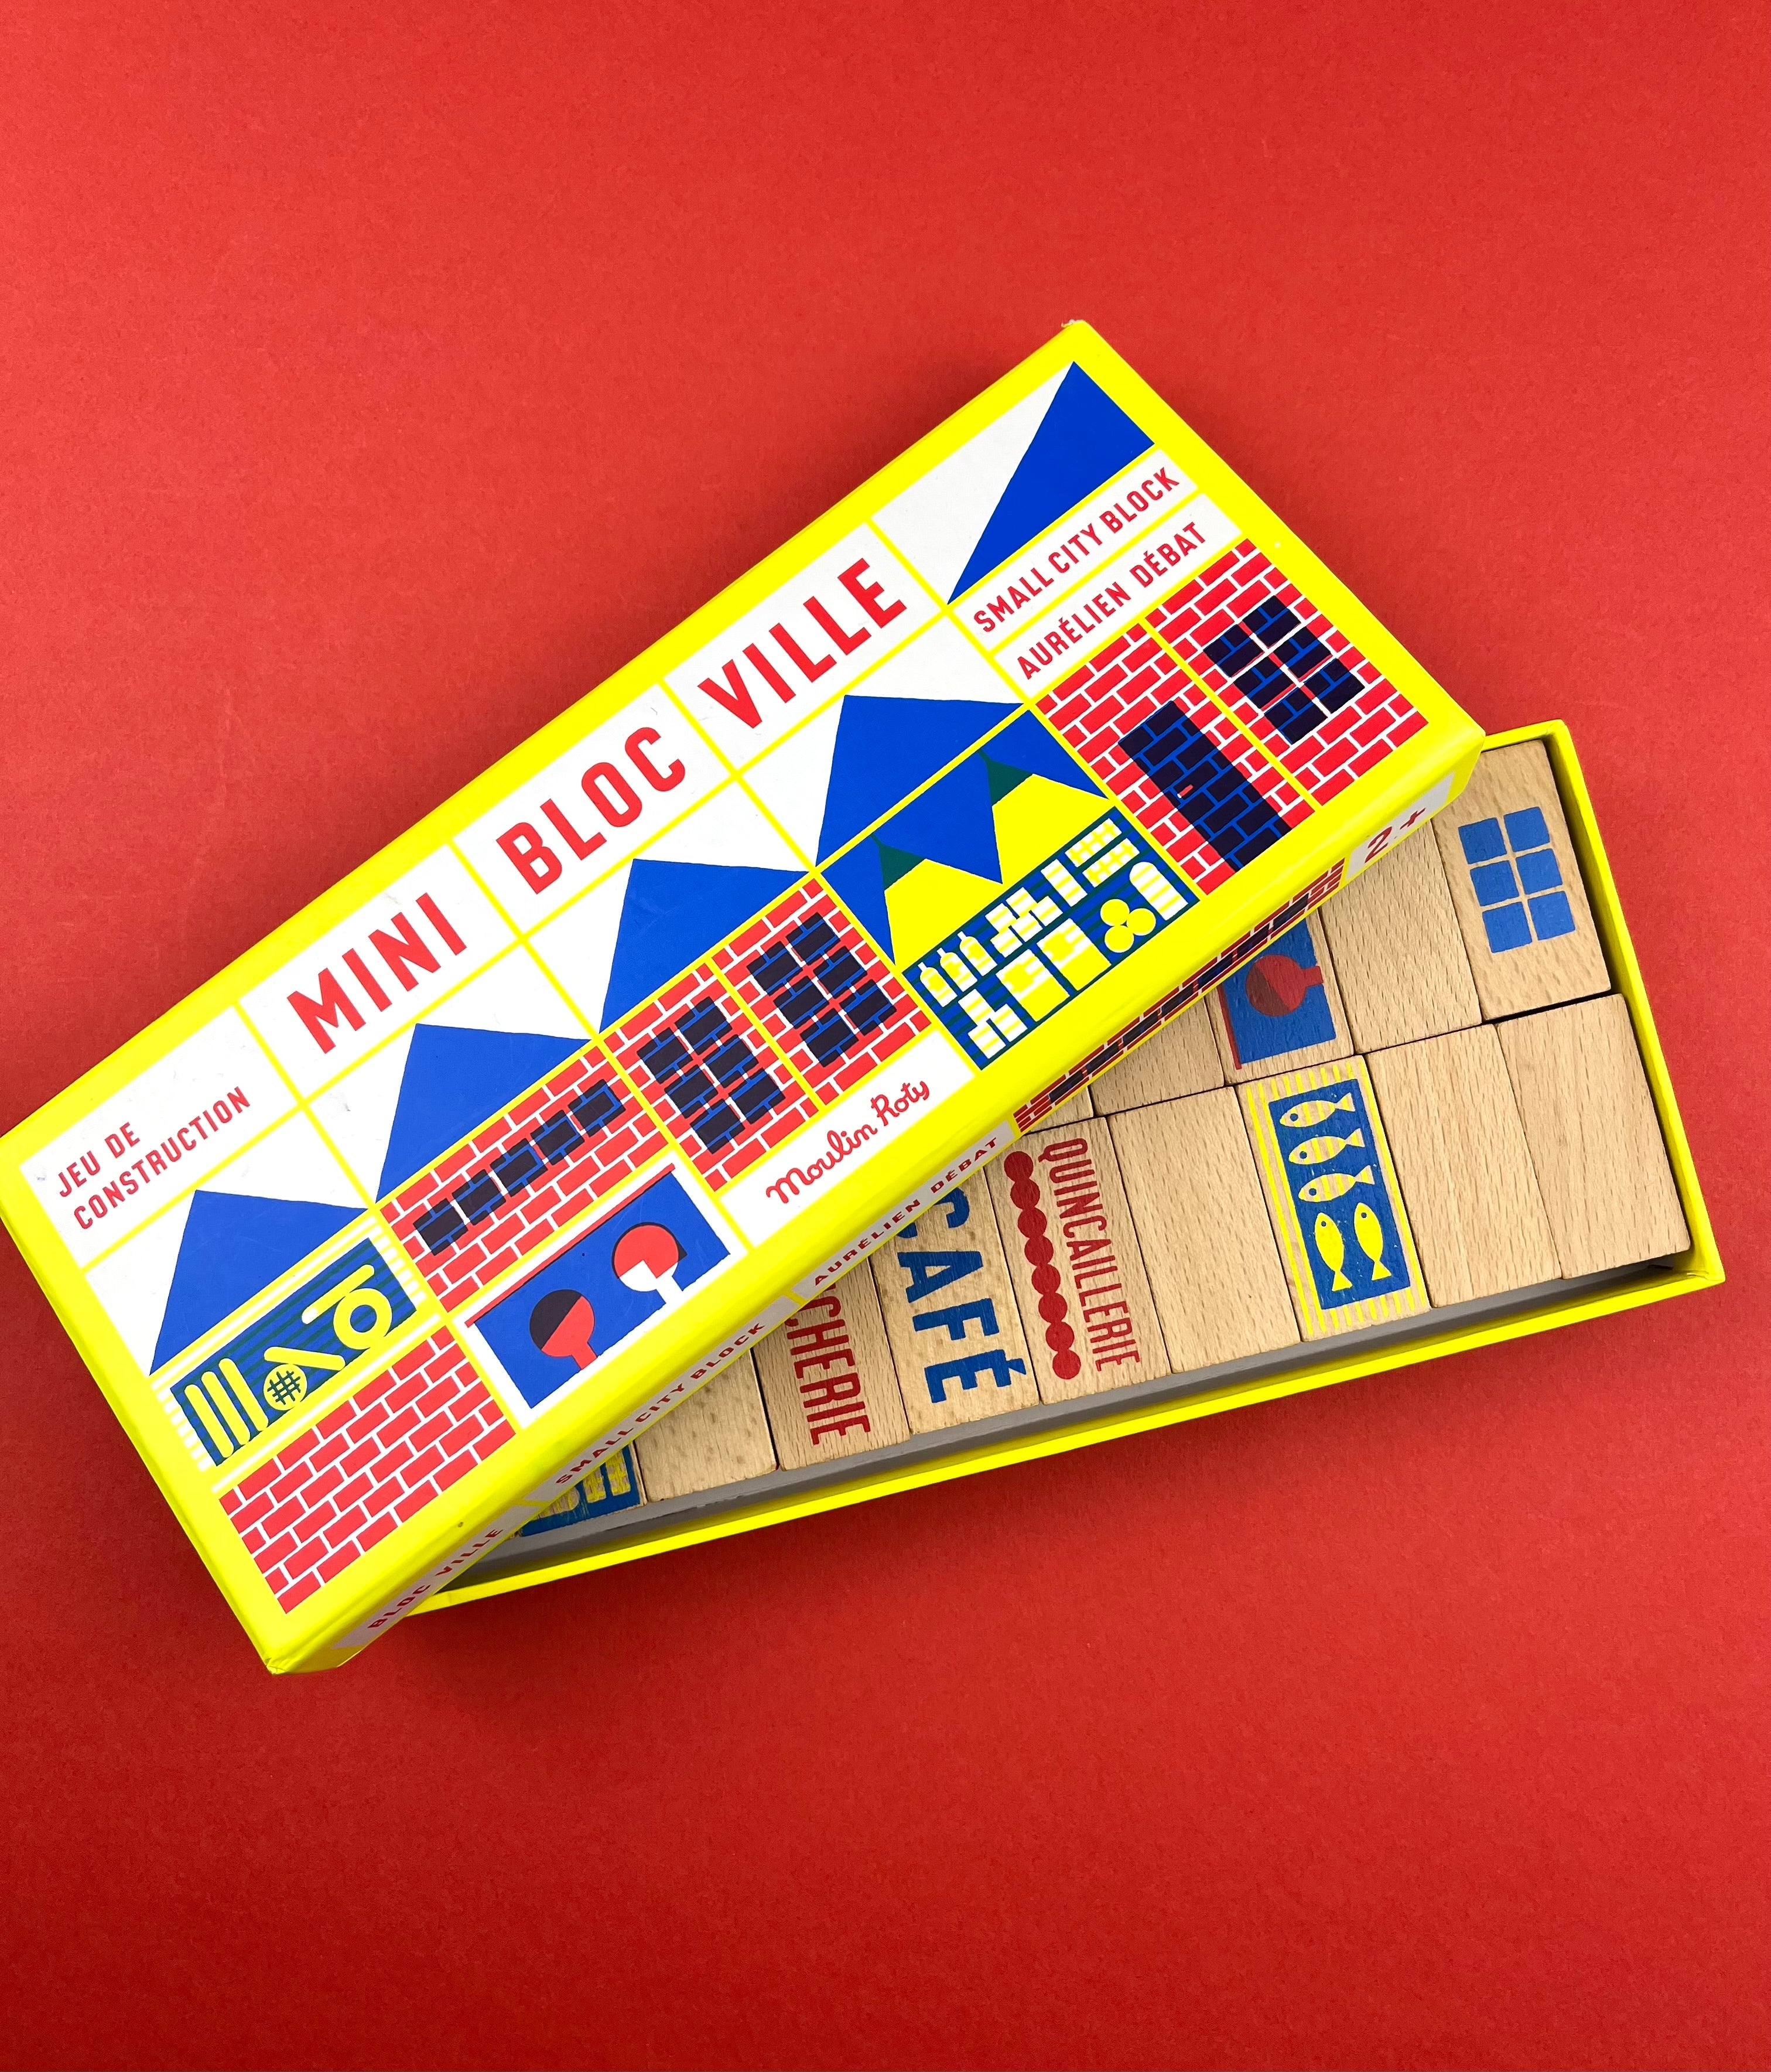 JEU DE
CONSTRUCTION
MINI BLOC VILLE
SMALL CITY BLOCK
AURÉLIEN DÉBAT
Moulin Roty
BLOC VILLE
SMALL CITY BLOCK
AURÉLIEN DÉBAT
2+
CHERIE
CAFÉ
QUINCAILLERIE